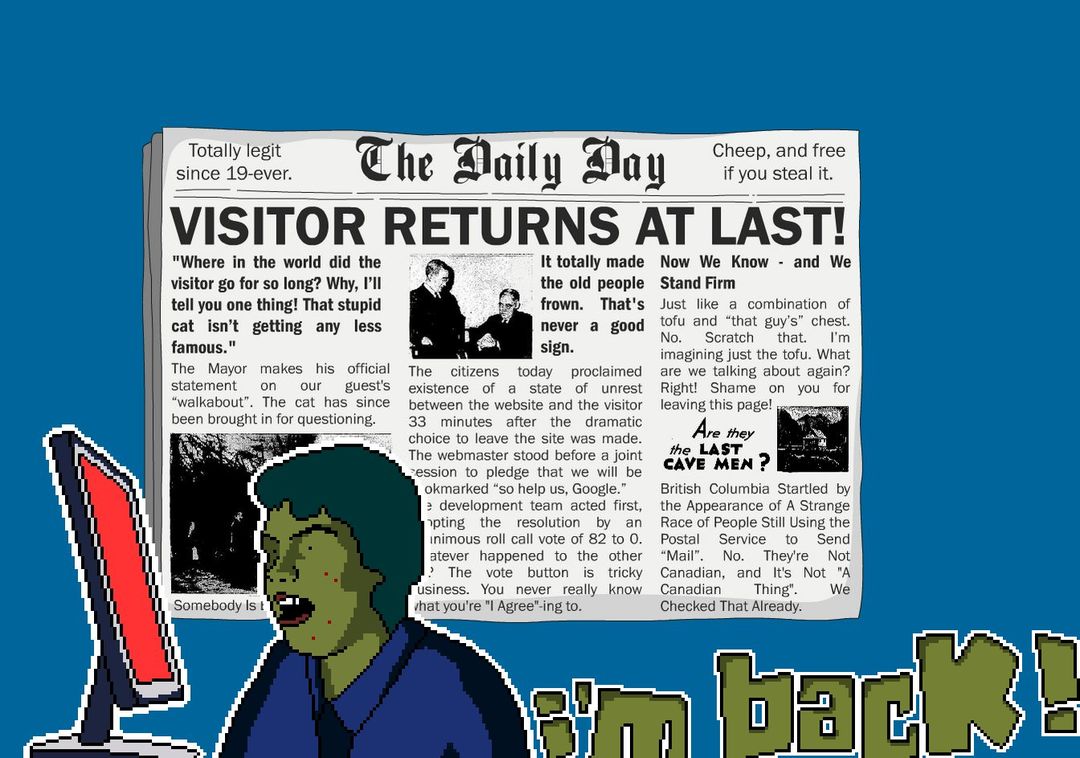 Totally legit
since 19-ever.
The Daily Day
Cheep, and free
if you steal it.
VISITOR RETURNS AT LAST!
"Where in the world did the
visitor go for so long? Why, I'll
tell you one thing! That stupid
cat isn't getting any less
famous."
The Mayor makes his official
statement on our guest's
“walkabout”. The cat has since
been brought in for questioning.
Somebody Is
It totally made
the old people
frown. That's
never a good
sign.
The citizens today proclaimed
existence of a state of unrest
between the website and the visitor
33 minutes after the dramatic
choice to leave the site was made.
The webmaster stood before a joint
session to pledge that we will be
ookmarked “so help us, Google.”
e development team acted first,
opting the resolution by an
animous roll call vote of 82 to 0.
atever happened to the other
? The vote button is tricky
usiness. You never really know
what you're "I Agree"-ing to.
Now We Know - and We
Stand Firm
Just like a combination of
tofu and “that guy's” chest.
No. Scratch that. I'm
imagining just the tofu. What
are we talking about again?
Right! Shame on you for
leaving this page!
Are they
the LAST
CAVE MEN?
British Columbia Startled by
the Appearance of A Strange
Race of People Still Using the
Postal Service to Send
“Mail”. No. They're Not
Canadian, and It's Not "A
Canadian Thing". We
Checked That Already.
i'm back!